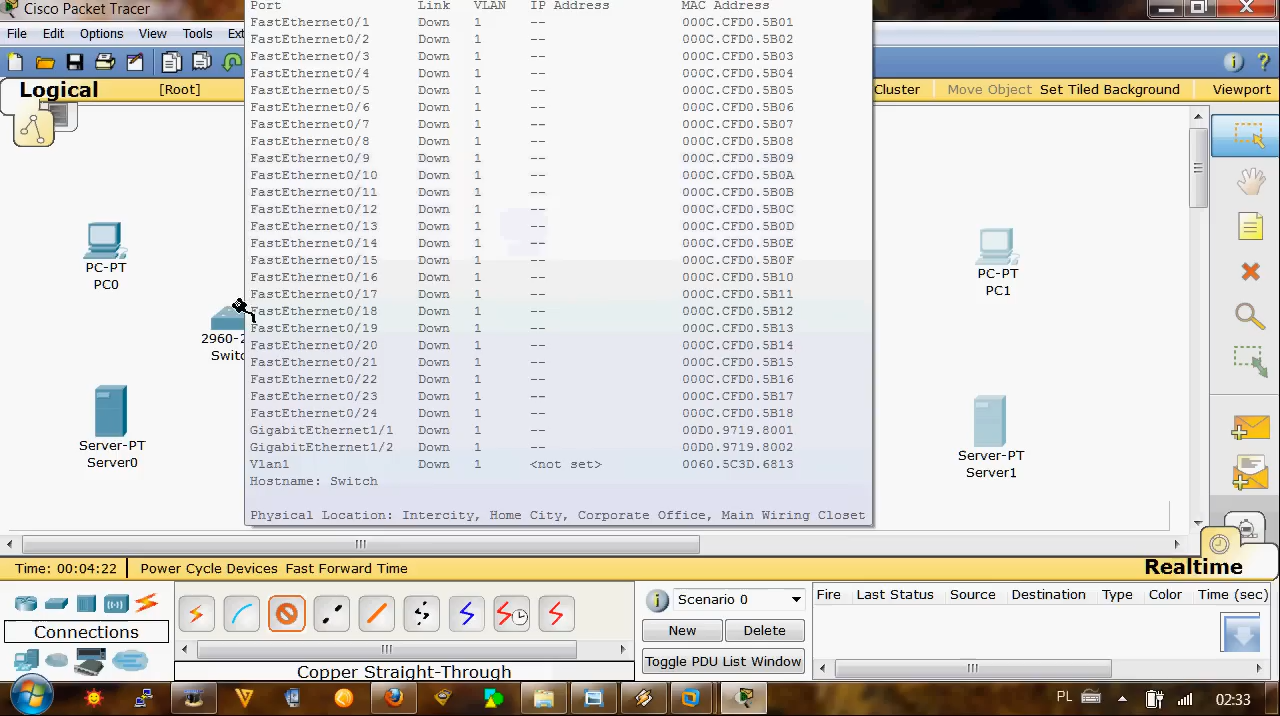 Cisco Packet Tracer
File Edit Options View Tools Ext
Logical [Root] Cluster Move Object Set Tiled Background Viewport
Port Link VLAN IP Address MAC Address
FastEthernet0/1 Down 1 -- 000C.CFD0.5B01
FastEthernet0/2 Down 1 -- 000C.CFD0.5B02
FastEthernet0/3 Down 1 -- 000C.CFD0.5B03
FastEthernet0/4 Down 1 -- 000C.CFD0.5B04
FastEthernet0/5 Down 1 -- 000C.CFD0.5B05
FastEthernet0/6 Down 1 -- 000C.CFD0.5B06
FastEthernet0/7 Down 1 -- 000C.CFD0.5B07
FastEthernet0/8 Down 1 -- 000C.CFD0.5B08
FastEthernet0/9 Down 1 -- 000C.CFD0.5B09
FastEthernet0/10 Down 1 -- 000C.CFD0.5B0A
FastEthernet0/11 Down 1 -- 000C.CFD0.5B0B
FastEthernet0/12 Down 1 -- 000C.CFD0.5B0C
FastEthernet0/13 Down 1 -- 000C.CFD0.5B0D
FastEthernet0/14 Down 1 -- 000C.CFD0.5B0E
FastEthernet0/15 Down 1 -- 000C.CFD0.5B0F
FastEthernet0/16 Down 1 -- 000C.CFD0.5B10
FastEthernet0/17 Down 1 -- 000C.CFD0.5B11
FastEthernet0/18 Down 1 -- 000C.CFD0.5B12
FastEthernet0/19 Down 1 -- 000C.CFD0.5B13
FastEthernet0/20 Down 1 -- 000C.CFD0.5B14
FastEthernet0/21 Down 1 -- 000C.CFD0.5B15
FastEthernet0/22 Down 1 -- 000C.CFD0.5B16
FastEthernet0/23 Down 1 -- 000C.CFD0.5B17
FastEthernet0/24 Down 1 -- 000C.CFD0.5B18
GigabitEthernet1/1 Down 1 -- 00D0.9719.8001
GigabitEthernet1/2 Down 1 -- 00D0.9719.8002
Vlan1 Down 1 <not set> 0060.5C3D.6813
Hostname: Switch
Physical Location: Intercity, Home City, Corporate Office, Main Wiring Closet
PC-PT
PC0
2960-2
Switc
Server-PT
Server0
PC-PT
PC1
Server-PT
Server1
Time: 00:04:22 Power Cycle Devices Fast Forward Time
Realtime
Connections
Copper Straight-Through
Scenario 0
New Delete
Toggle PDU List Window
Fire Last Status Source Destination Type Color Time (sec)
PL 02:33